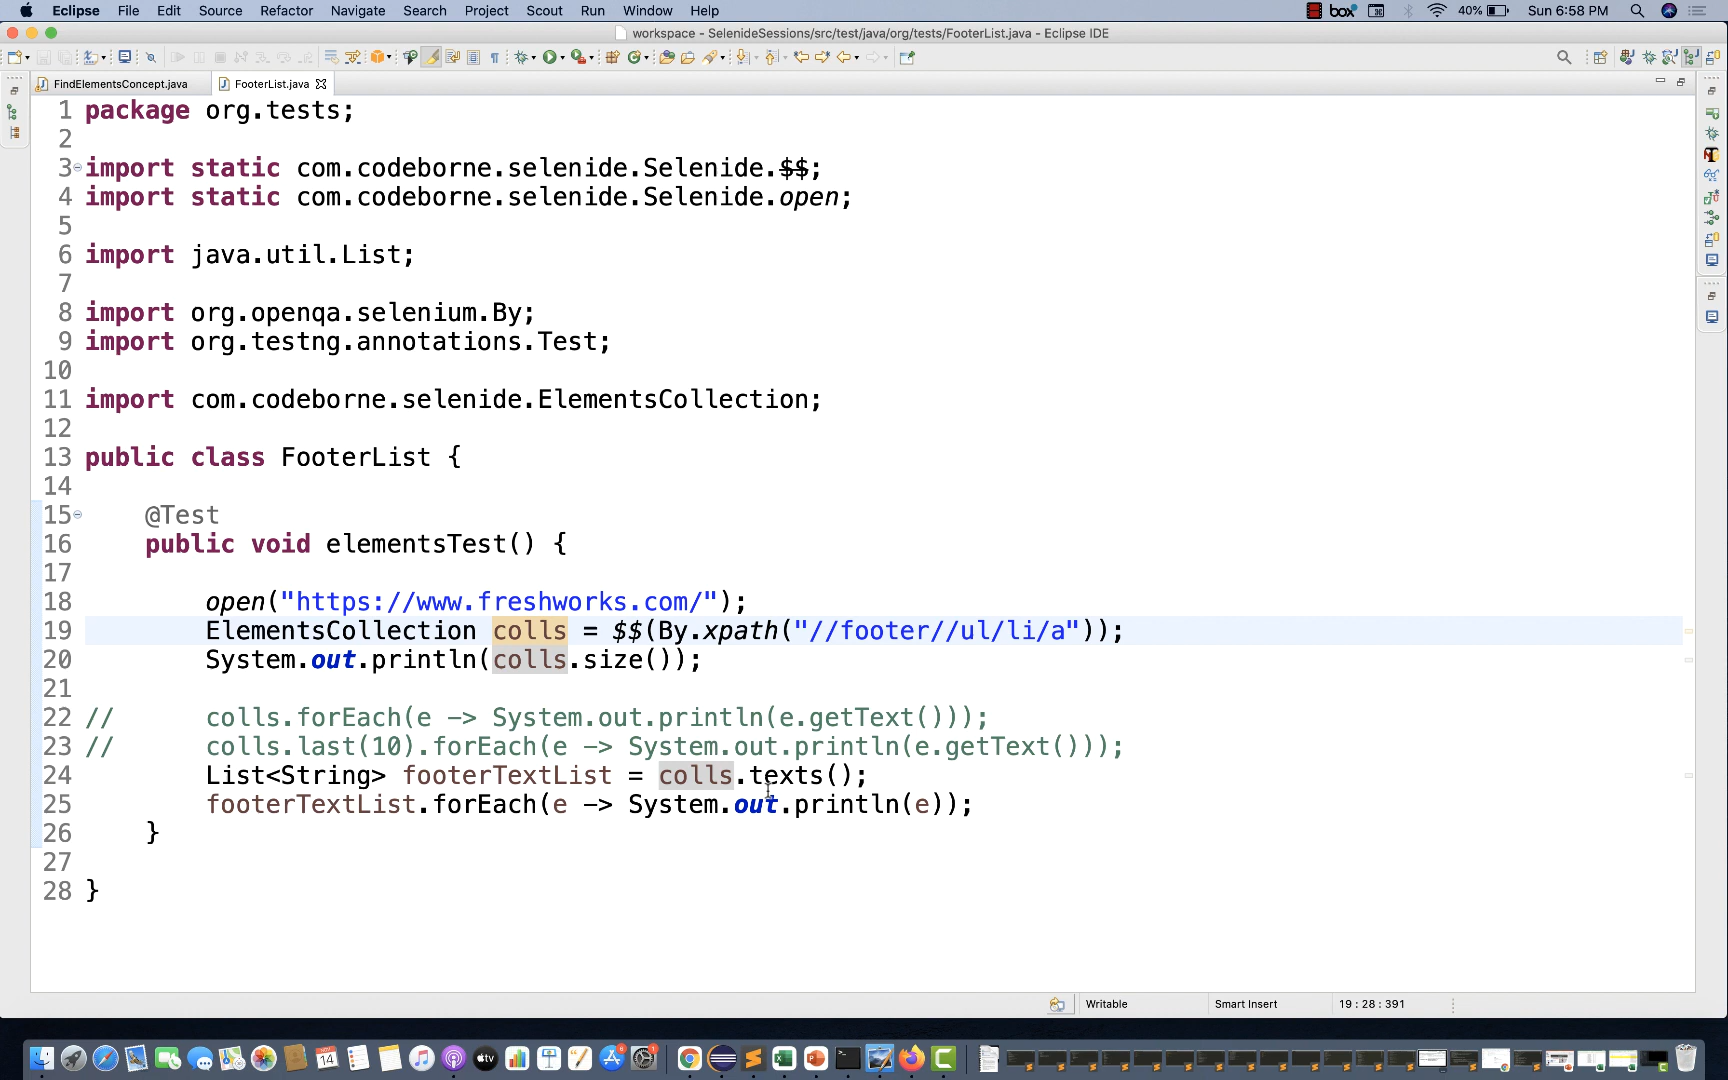 Eclipse File Edit Source Refactor Navigate Search Project Scout Run Window Help box 40% Sun 6:58 PM
workspace - SelenideSessions/src/test/java/org/tests/FooterList.java - Eclipse IDE
FindElementsConcept.java FooterList.java
1 package org.tests;
2
3 import static com.codeborne.selenide.Selenide.$$;
4 import static com.codeborne.selenide.Selenide.open;
5
6 import java.util.List;
7
8 import org.openqa.selenium.By;
9 import org.testng.annotations.Test;
10
11 import com.codeborne.selenide.ElementsCollection;
12
13 public class FooterList {
14
15 @Test
16 public void elementsTest() {
17
18 open("https://www.freshworks.com/");
19 ElementsCollection colls = $$(By.xpath("//footer//ul/li/a"));
20 System.out.println(colls.size());
21
22 // colls.forEach(e -> System.out.println(e.getText()));
23 // colls.last(10).forEach(e -> System.out.println(e.getText()));
24 List<String> footerTextList = colls.texts();
25 footerTextList.forEach(e -> System.out.println(e));
26 }
27
28 }
Writable Smart Insert 19 : 28 : 391